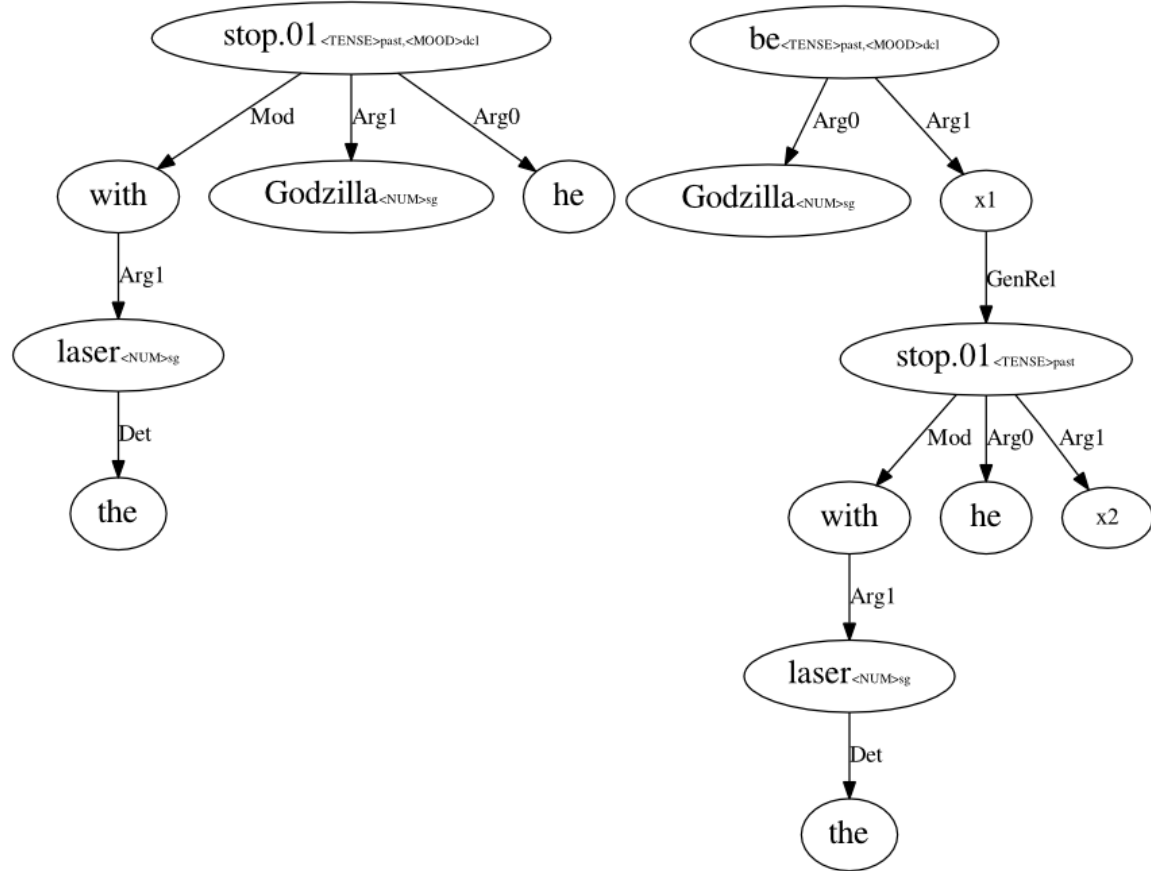 stop.01<TENSE>past,<MOOD>dcl
be<TENSE>past,<MOOD>dcl
Mod
Arg1
Arg0
Arg0
Arg1
with
Godzilla<NUM>sg
he
Godzilla<NUM>sg
x1
Arg1
GenRel
laser<NUM>sg
stop.01<TENSE>past
Det
Mod
Arg0
Arg1
the
with
he
x2
Arg1
laser<NUM>sg
Det
the